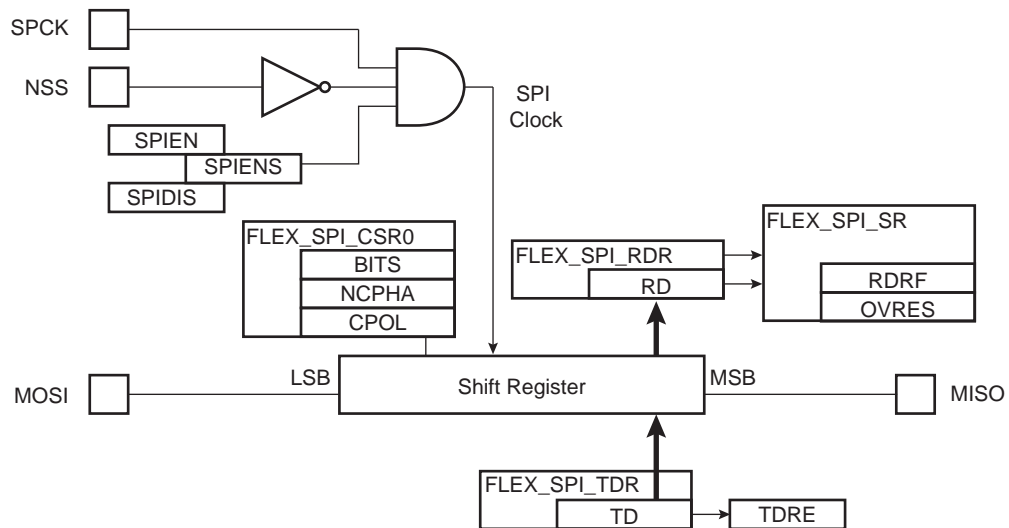 SPCK
NSS
SPI
Clock
SPIEN
SPIENS
SPIDIS
FLEX_SPI_CSR0
BITS
NCPHA
CPOL
FLEX_SPI_RDR
RD
FLEX_SPI_SR
RDRF
OVRES
MOSI
LSB
Shift Register
MSB
MISO
FLEX_SPI_TDR
TD
TDRE